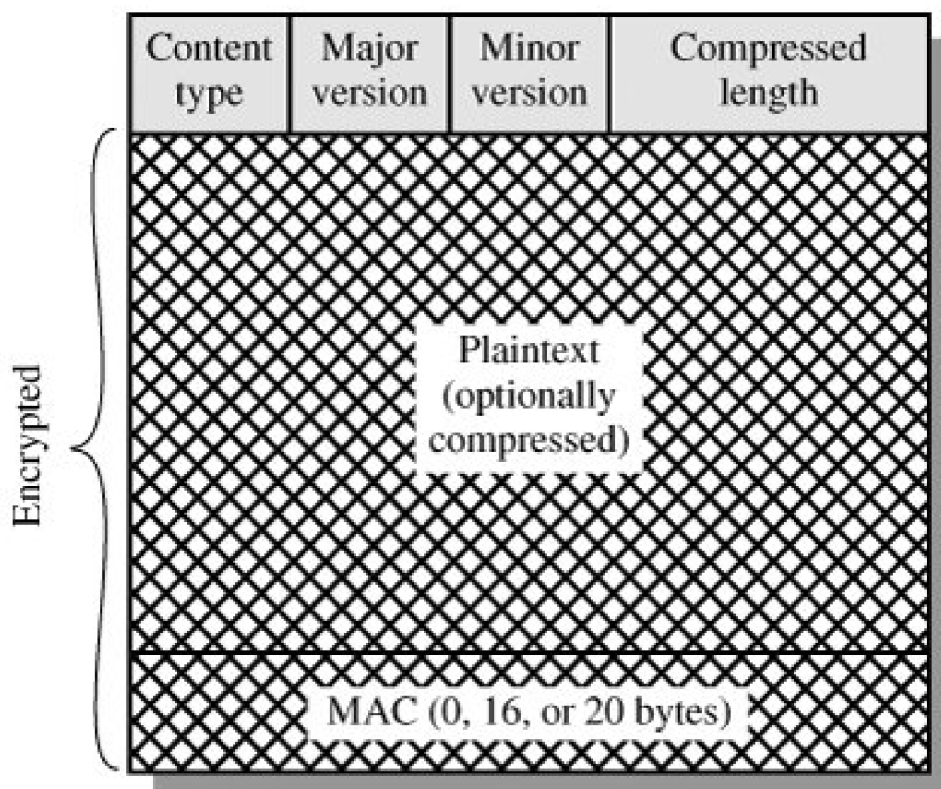 Content type
Major version
Minor version
Compressed length
Encrypted
Plaintext
(optionally
compressed)
MAC (0, 16, or 20 bytes)